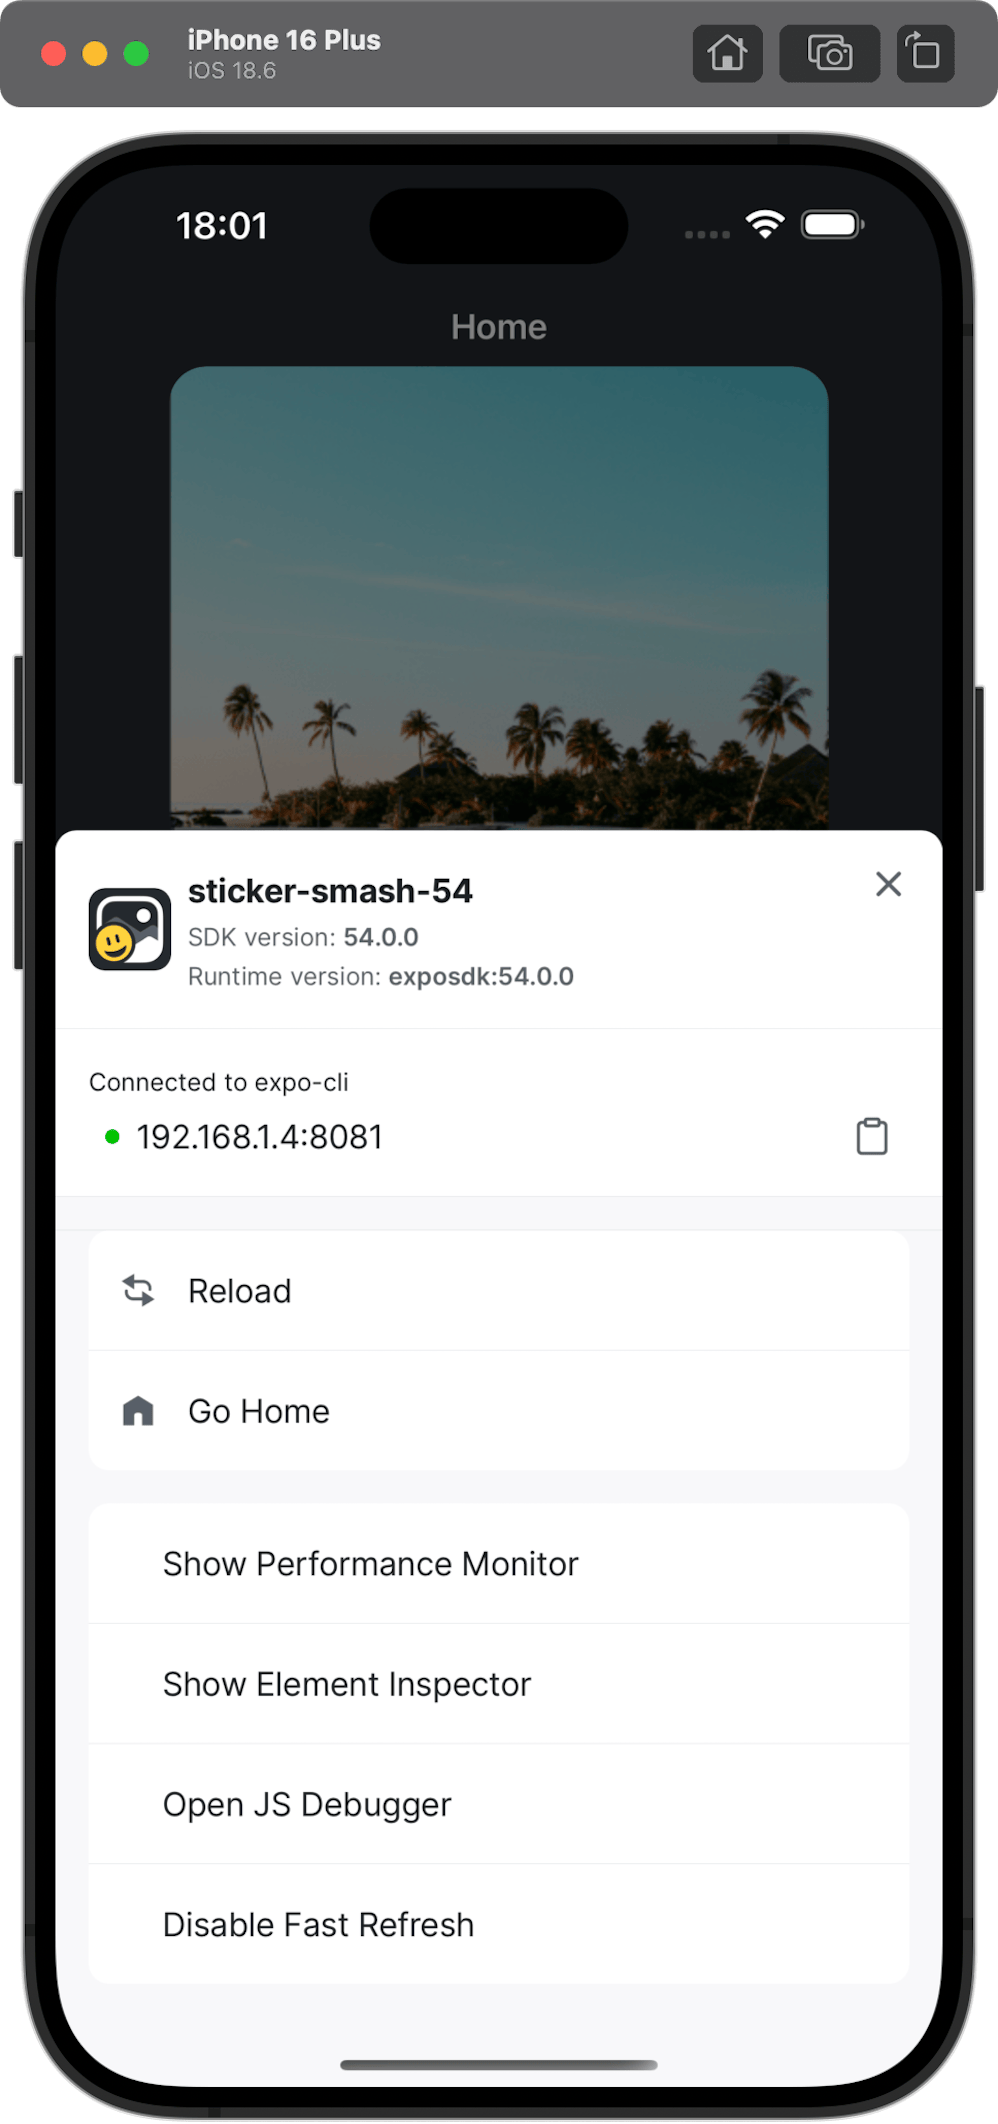 iPhone 16 Plus
iOS 18.6
18:01
Home
sticker-smash-54
SDK version: 54.0.0
Runtime version: exposdk:54.0.0
Connected to expo-cli
192.168.1.4:8081
Reload
Go Home
Show Performance Monitor
Show Element Inspector
Open JS Debugger
Disable Fast Refresh